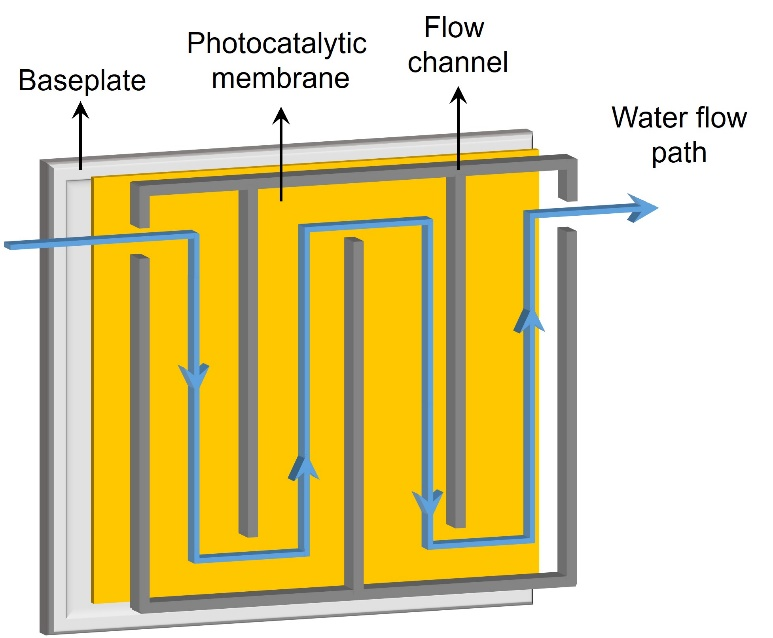 Baseplate
Photocatalytic
membrane
Flow
channel
Water flow
path